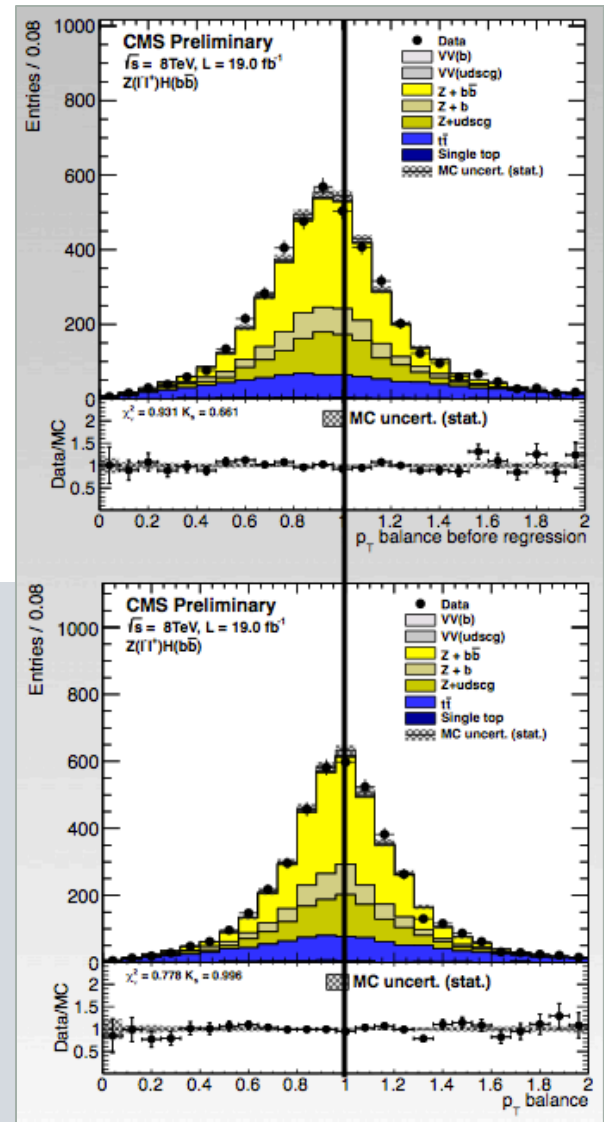 Entries / 0.08
1000
800
600
400
200
0
CMS Preliminary
√s = 8TeV, L = 19.0 fb⁻¹
Z(l⁻l⁺)H(bb̄)
Data
VV(b)
VV(udscg)
Z + bb̄
Z + b
Z+udscg
tt̄
Single top
MC uncert. (stat.)
Data/MC
2
1.5
1
0.5
χ²ᵥ = 0.931 Kₛ = 0.661
MC uncert. (stat.)
0 0.2 0.4 0.6 0.8 1 1.2 1.4 1.6 1.8 2
p_T balance before regression
Entries / 0.08
1000
800
600
400
200
0
CMS Preliminary
√s = 8TeV, L = 19.0 fb⁻¹
Z(l⁻l⁺)H(bb̄)
Data
VV(b)
VV(udscg)
Z + bb̄
Z + b
Z+udscg
tt̄
Single top
MC uncert. (stat.)
Data/MC
2
1.5
1
0.5
χ²ᵥ = 0.778 Kₛ = 0.996
MC uncert. (stat.)
0 0.2 0.4 0.6 0.8 1 1.2 1.4 1.6 1.8 2
p_T balance